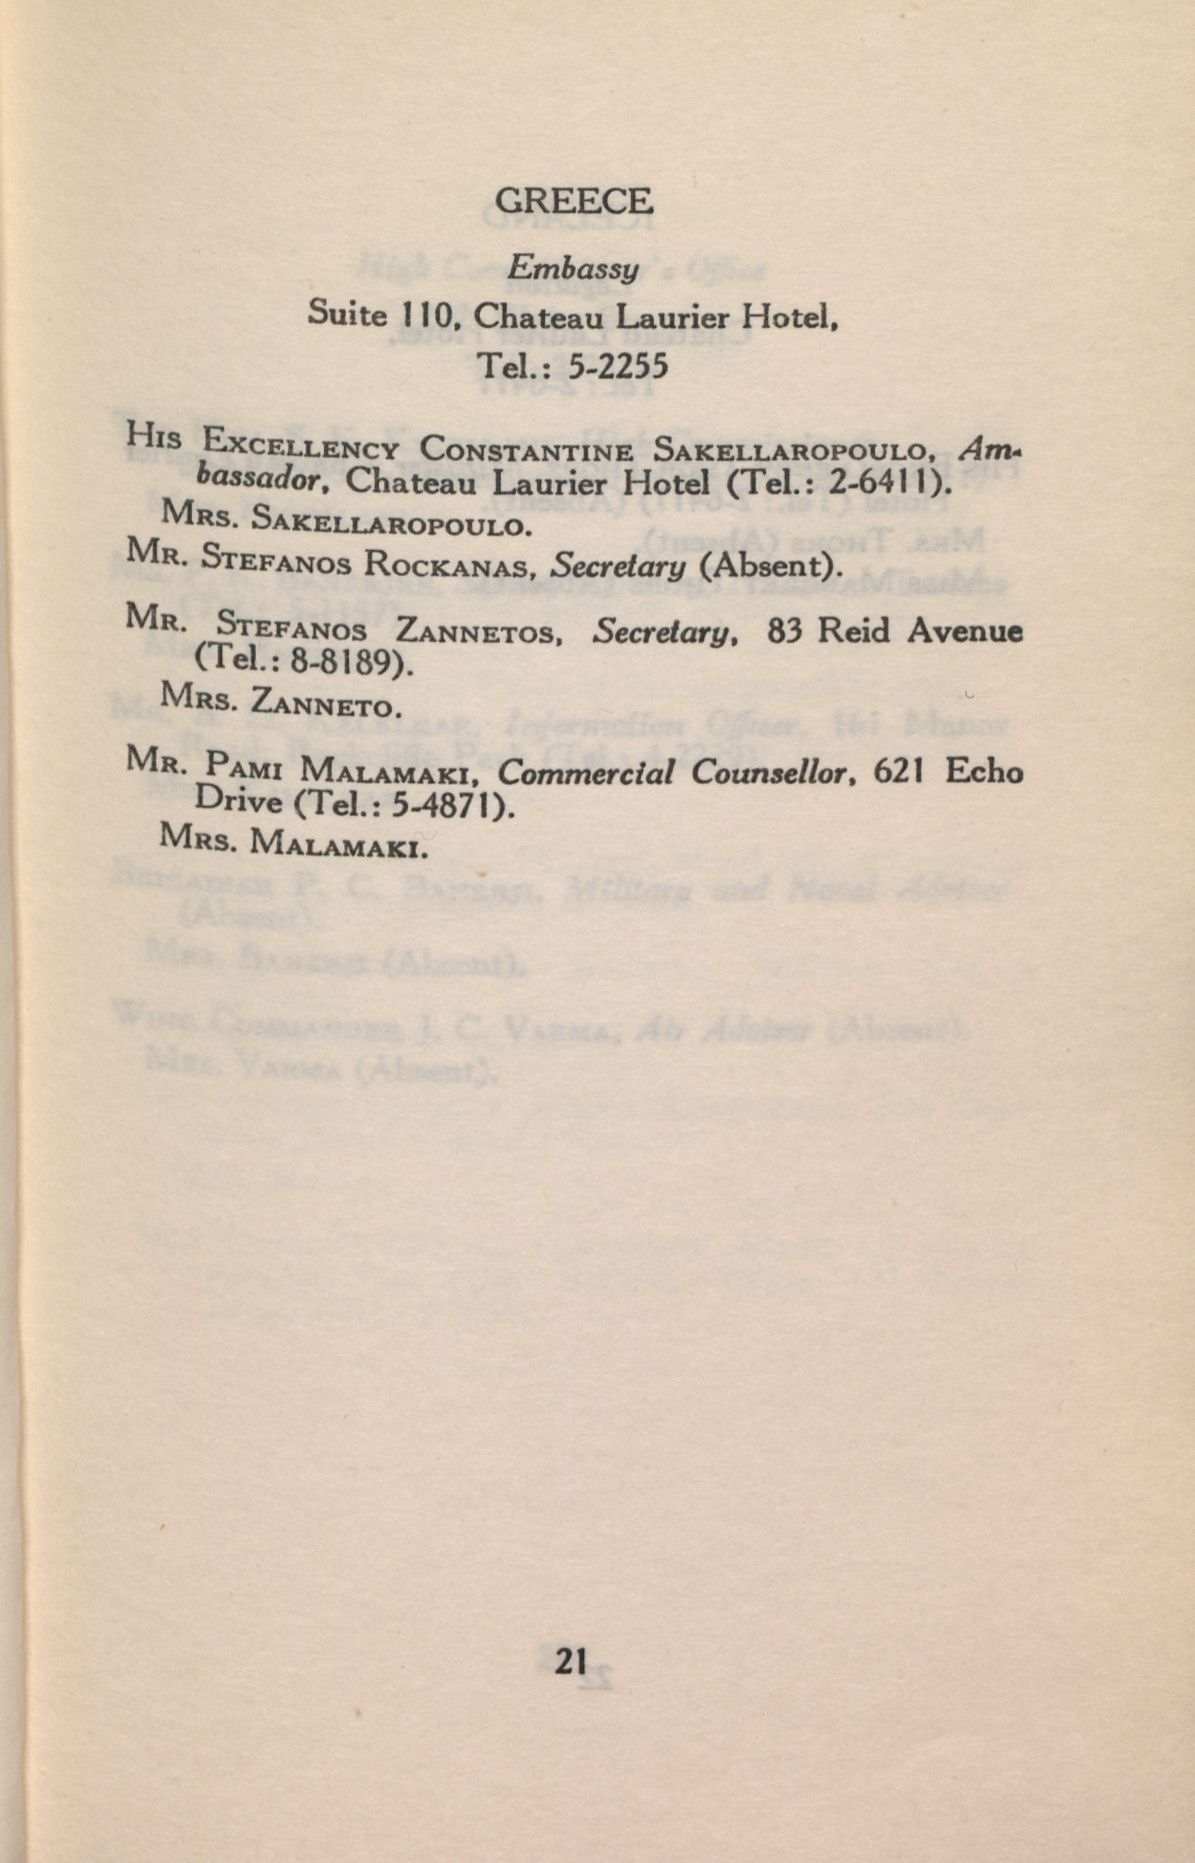 GREECE
Embassy
Suite 110, Chateau Laurier Hotel,
Tel.: 5-2255
HIS EXCELLENCY CONSTANTINE SAKELLAROPOULO, Am-
bassador, Chateau Laurier Hotel (Tel.: 2-6411).
MRS. SAKELLAROPOULO.
MR. STEFANOS ROCKANAS, Secretary (Absent).
MR. STEFANOS ZANNETOS, Secretary, 83 Reid Avenue
(Tel.: 8-8189).
MRS. ZANNETO.
MR. PAMI MALAMAKI, Commercial Counsellor, 621 Echo
Drive (Tel.: 5-4871).
MRS. MALAMAKI.
21